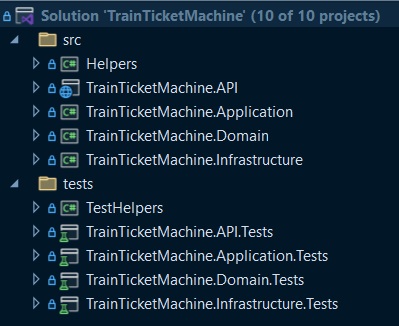 Solution 'TrainTicketMachine' (10 of 10 projects)
src
C# Helpers
TrainTicketMachine.API
C# TrainTicketMachine.Application
C# TrainTicketMachine.Domain
C# TrainTicketMachine.Infrastructure
tests
C# TestHelpers
TrainTicketMachine.API.Tests
TrainTicketMachine.Application.Tests
TrainTicketMachine.Domain.Tests
TrainTicketMachine.Infrastructure.Tests